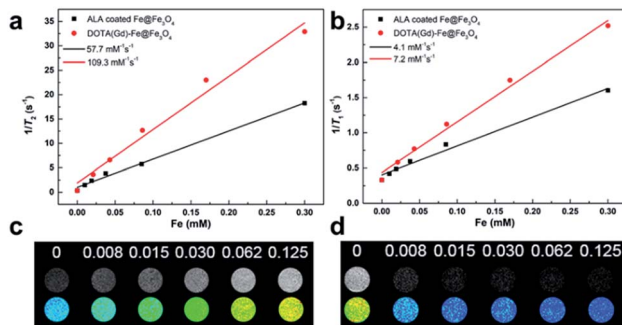 a
ALA coated Fe@Fe₃O₄
DOTA(Gd)-Fe@Fe₃O₄
57.7 mM⁻¹s⁻¹
109.3 mM⁻¹s⁻¹
35
30
25
20
15
10
5
0
1/T₂ (s⁻¹)
0.00 0.05 0.10 0.15 0.20 0.25 0.30
Fe (mM)
b
ALA coated Fe@Fe₃O₄
DOTA(Gd)-Fe@Fe₃O₄
4.1 mM⁻¹s⁻¹
7.2 mM⁻¹s⁻¹
3.0
2.5
2.0
1.5
1.0
0.5
0.0
1/T₁ (s⁻¹)
0.00 0.05 0.10 0.15 0.20 0.25 0.30
Fe (mM)
c
0 0.008 0.015 0.030 0.062 0.125
d
0 0.008 0.015 0.030 0.062 0.125